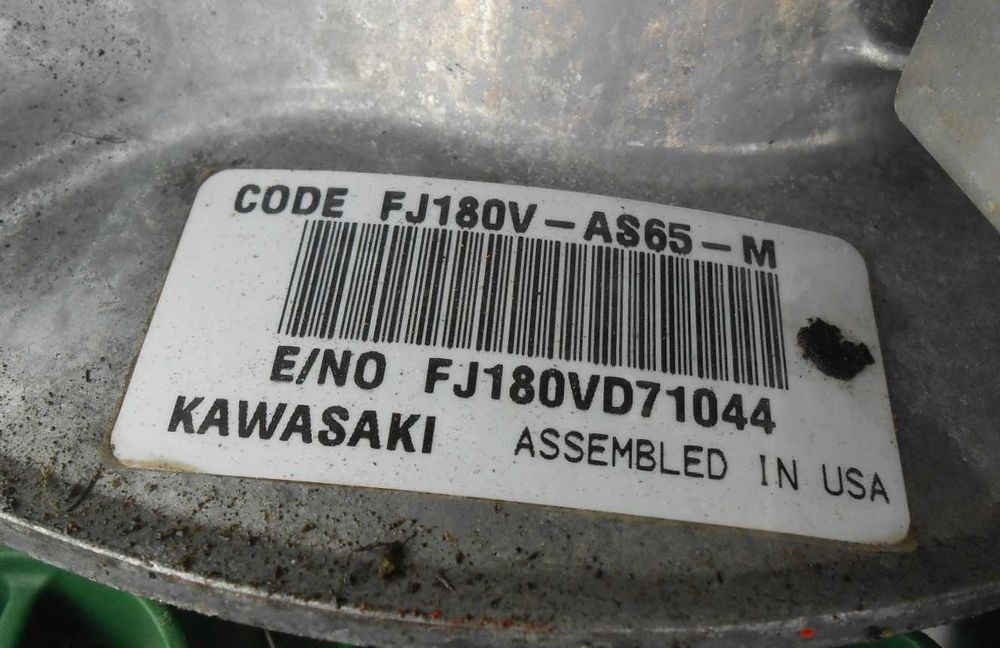 CODE FJ180V-AS65-M
E/NO FJ180VD71044
KAWASAKI ASSEMBLED IN USA